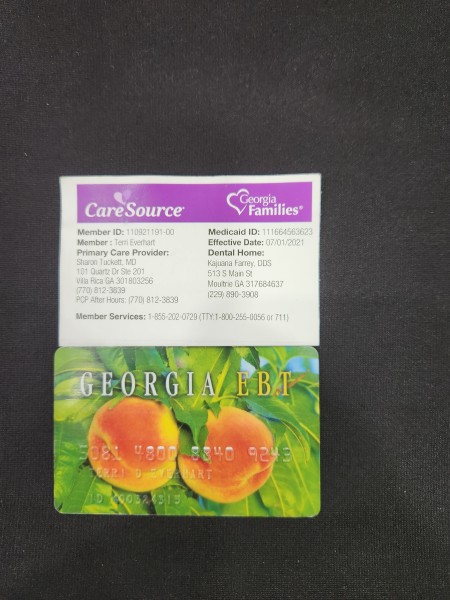 CareSource
Georgia
Families®
Member ID: 110921191-00
Member : Terri Everhart
Primary Care Provider:
Sharon Tuckett, MD
101 Quartz Dr Ste 201
Villa Rica GA 301803256
(770) 812-3839
PCP After Hours: (770) 812-3839
Medicaid ID: 111664563623
Effective Date: 07/01/2021
Dental Home:
Kajuana Farrey, DDS
513 S Main St
Moultrie GA 317684637
(229) 890-3908
Member Services: 1-855-202-0729 (TTY:1-800-255-0056 or 711)
GEORGIA EBT
5081 4800 9243
TERRI D
ID